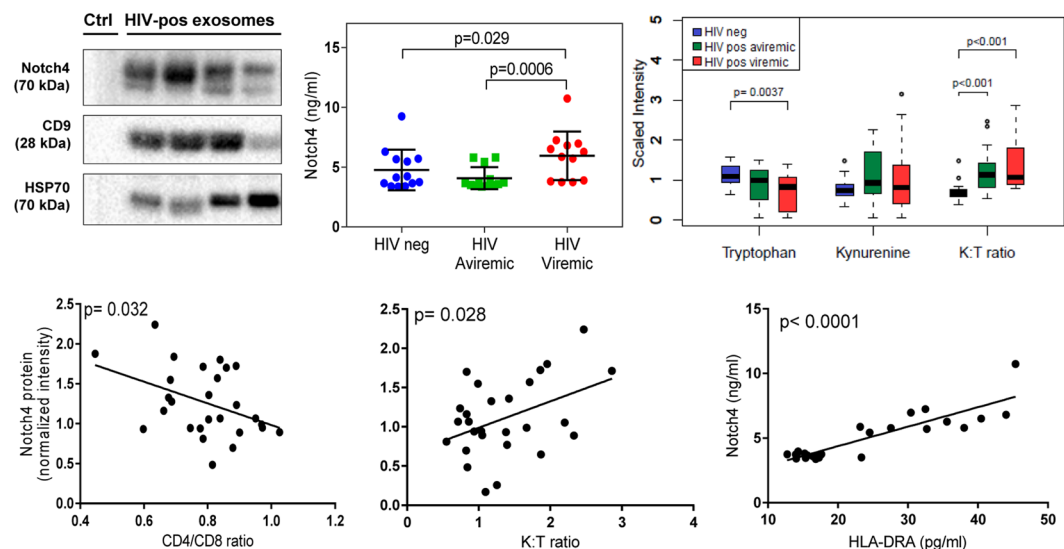 Ctrl HIV-pos exosomes
Notch4
(70 kDa)
CD9
(28 kDa)
HSP70
(70 kDa)
Notch4 (ng/ml)
15
10
5
0
p=0.029
p=0.0006
HIV neg
HIV
Aviremic
HIV
Viremic
Scaled Intensity
5
4
3
2
1
0
HIV neg
HIV pos aviremic
HIV pos viremic
p= 0.0037
p<0.001
p<0.001
Tryptophan
Kynurenine
K:T ratio
Notch4 protein
(normalized intensity)
2.5
2.0
1.5
1.0
0.5
0.0
p= 0.032
0.4 0.6 0.8 1.0 1.2
CD4/CD8 ratio
2.5
2.0
1.5
1.0
0.5
0.0
p= 0.028
0 1 2 3 4
K:T ratio
Notch4 (ng/ml)
15
10
5
0
p< 0.0001
10 20 30 40 50
HLA-DRA (pg/ml)